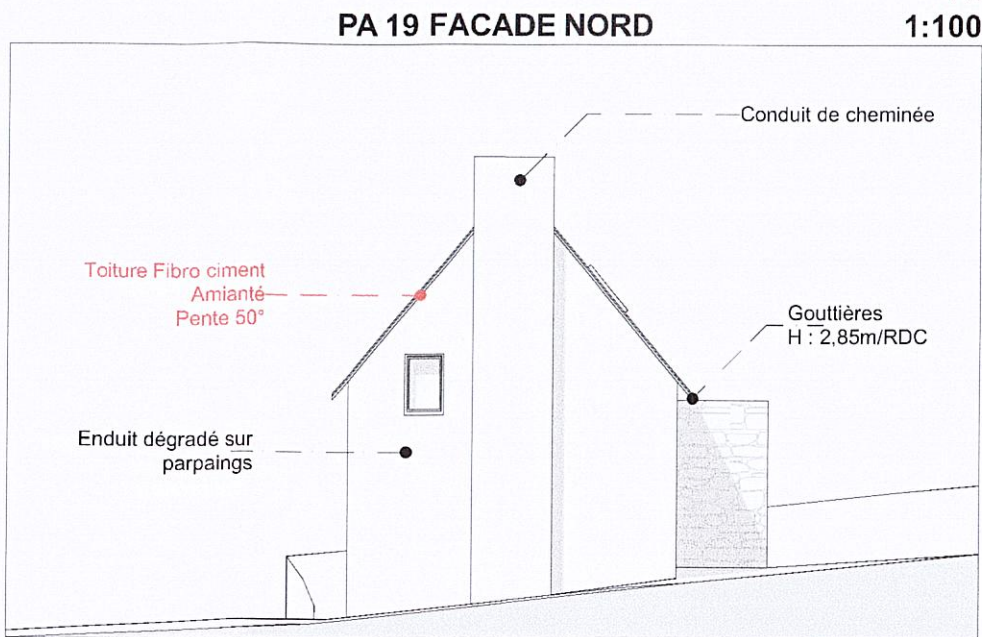 PA 19 FACADE NORD 1:100
Conduit de cheminée
Toiture Fibro ciment
Amianté
Pente 50°
Gouttières
H : 2,85m/RDC
Enduit dégradé sur
parpaings